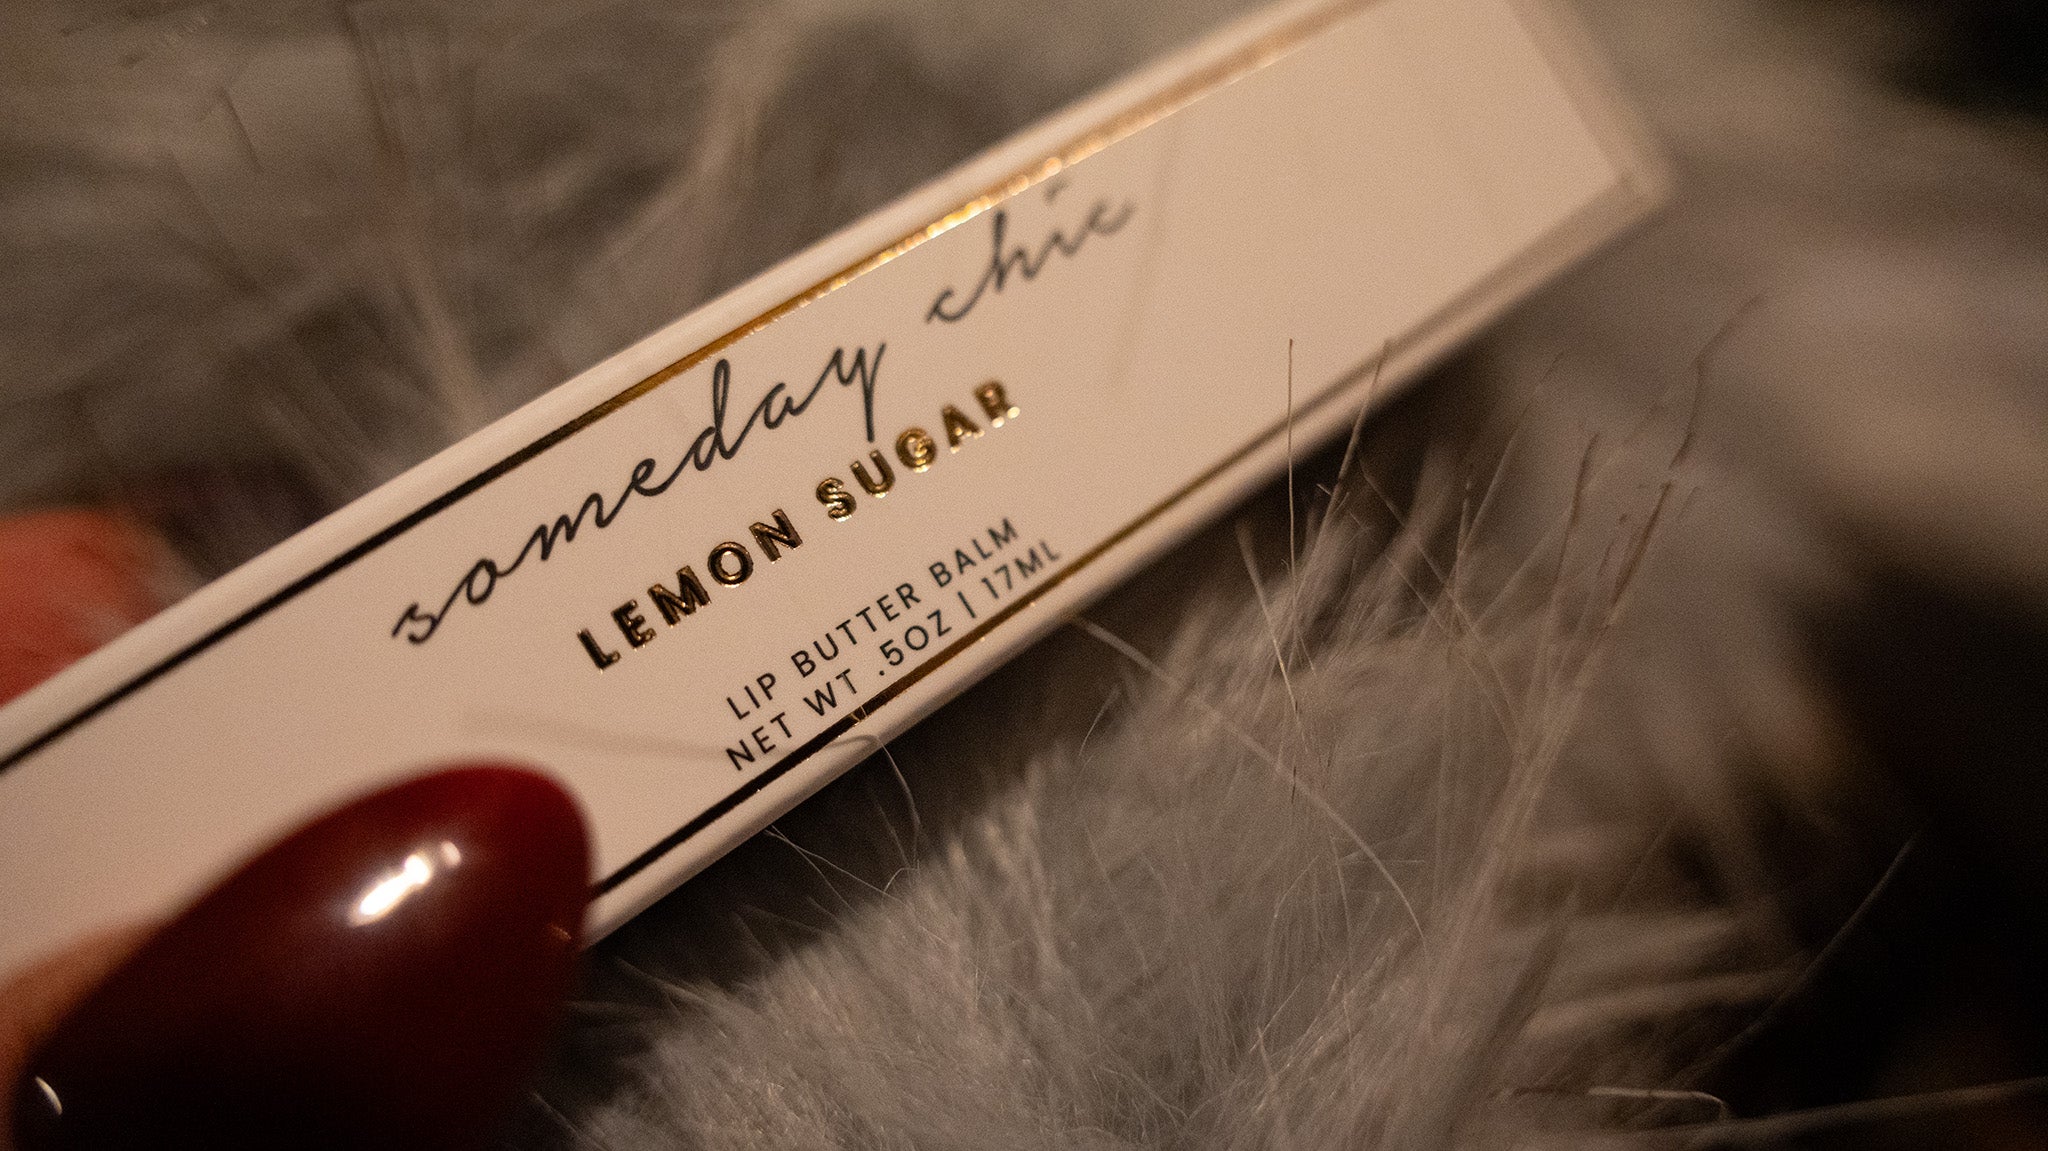 someday chic
LEMON SUGAR
LIP BUTTER BALM
NET WT .5OZ | 17ML